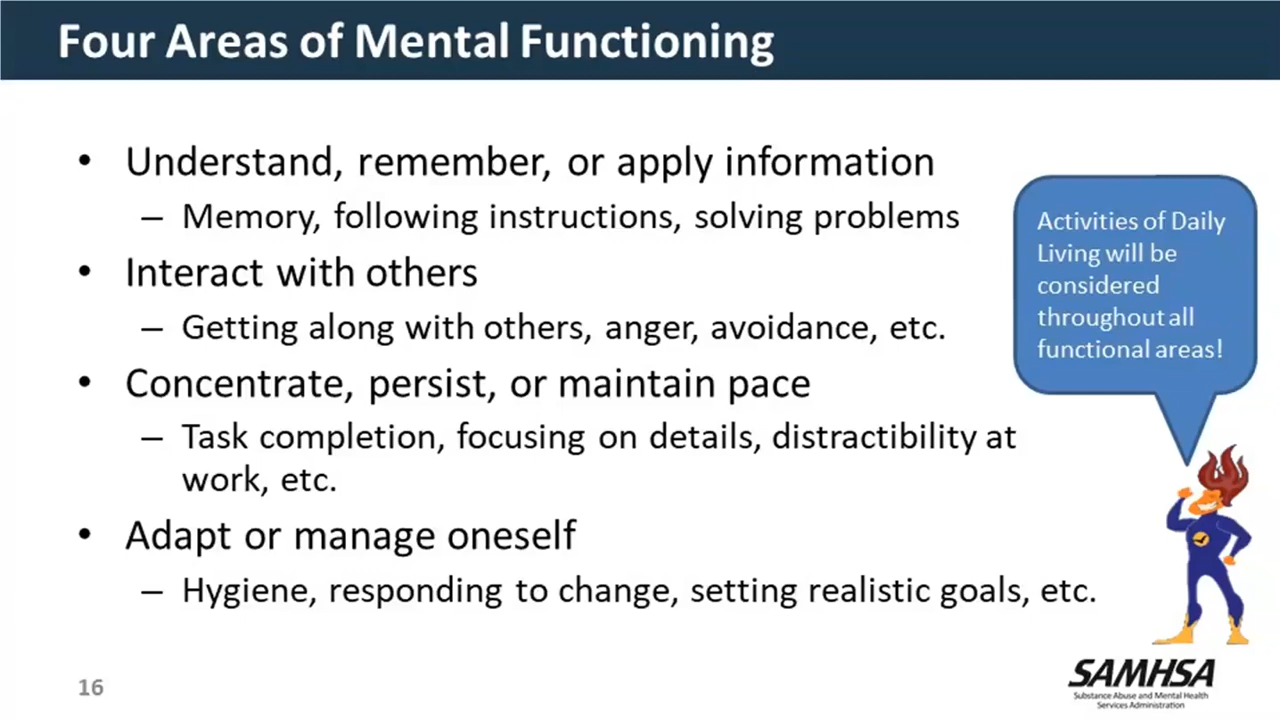 Four Areas of Mental Functioning
• Understand, remember, or apply information
– Memory, following instructions, solving problems
• Interact with others
– Getting along with others, anger, avoidance, etc.
• Concentrate, persist, or maintain pace
– Task completion, focusing on details, distractibility at
work, etc.
• Adapt or manage oneself
– Hygiene, responding to change, setting realistic goals, etc.
Activities of Daily
Living will be
considered
throughout all
functional areas!
16
SAMHSA
Substance Abuse and Mental Health
Services Administration